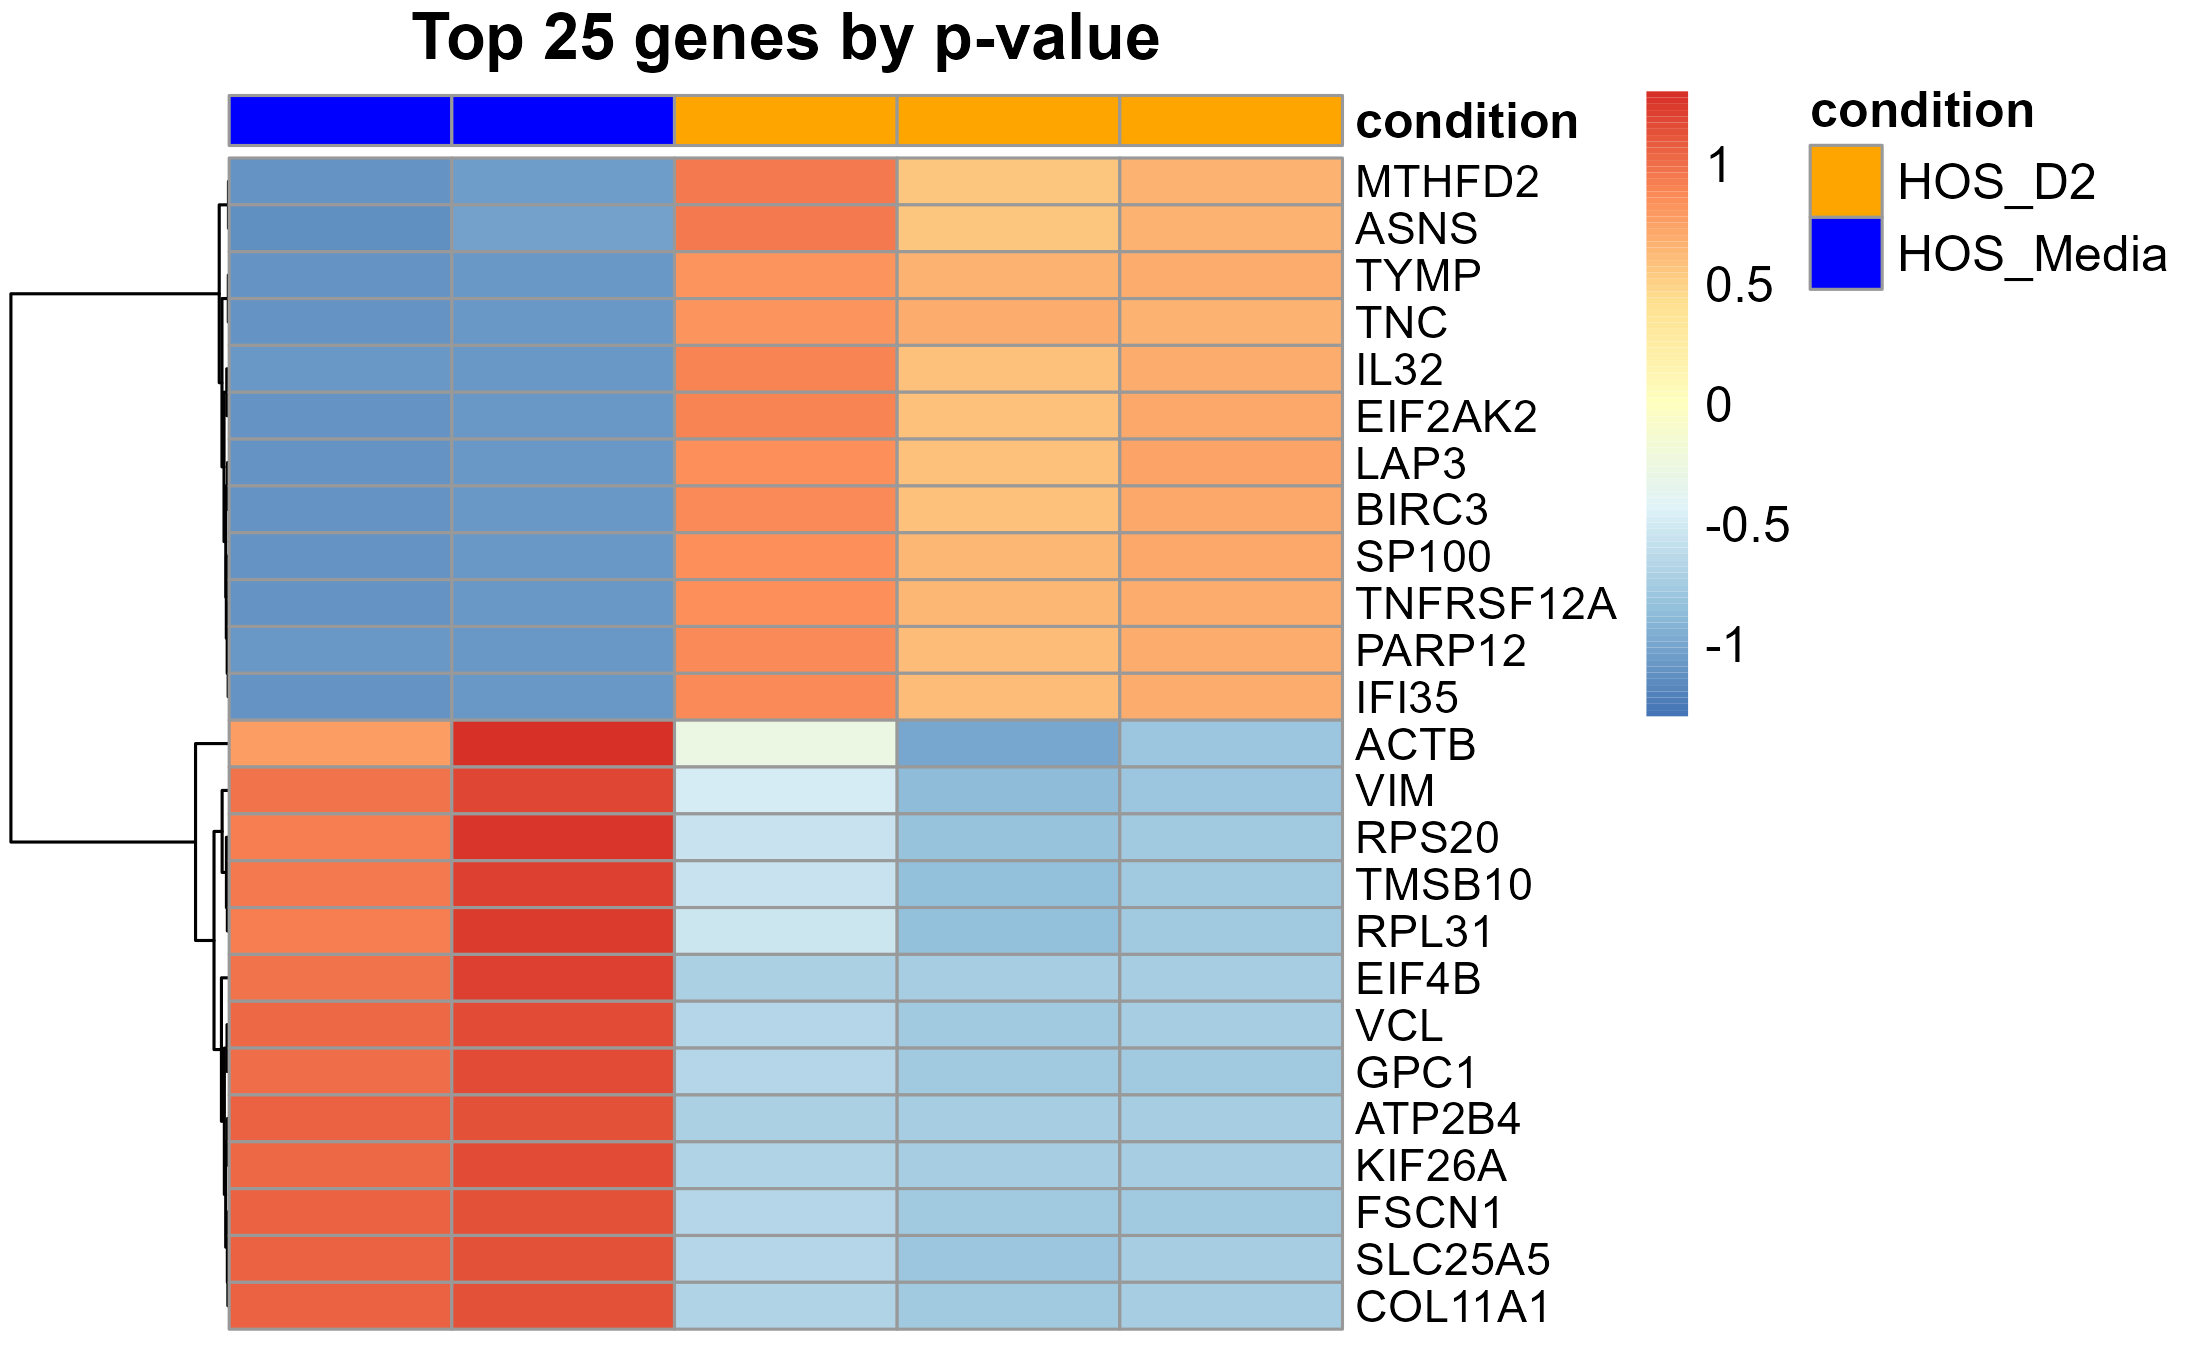 Top 25 genes by p-value
condition
MTHFD2
ASNS
TYMP
TNC
IL32
EIF2AK2
LAP3
BIRC3
SP100
TNFRSF12A
PARP12
IFI35
ACTB
VIM
RPS20
TMSB10
RPL31
EIF4B
VCL
GPC1
ATP2B4
KIF26A
FSCN1
SLC25A5
COL11A1
1
0.5
0
-0.5
-1
condition
HOS_D2
HOS_Media